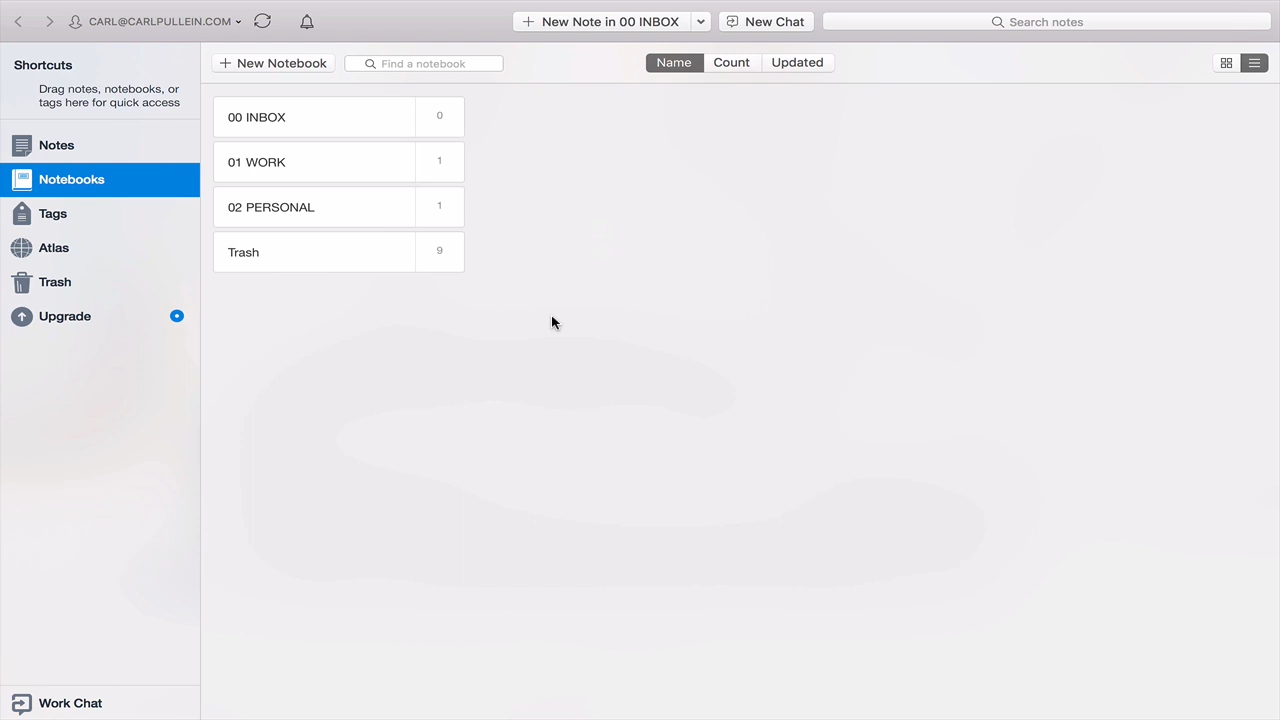 CARL@CARLPULLEIN.COM
New Note in 00 INBOX
New Chat
Search notes
Shortcuts
Drag notes, notebooks, or
tags here for quick access
Notes
Notebooks
Tags
Atlas
Trash
Upgrade
Work Chat
New Notebook
Find a notebook
Name Count Updated
00 INBOX 0
01 WORK 1
02 PERSONAL 1
Trash 9